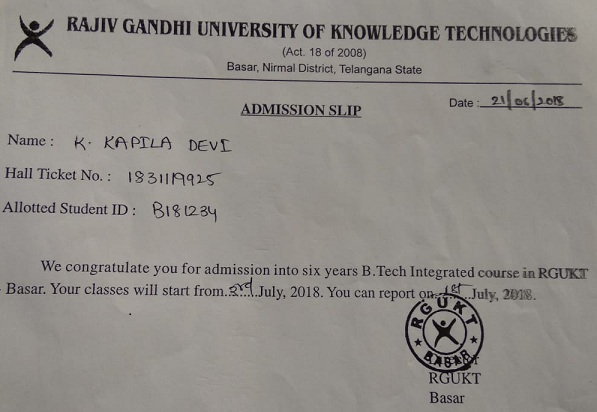 RAJIV GANDHI UNIVERSITY OF KNOWLEDGE TECHNOLOGIES
(Act. 18 of 2008)
Basar, Nirmal District, Telangana State
ADMISSION SLIP
Date : 21/06/2018
Name : K. KAPILA DEVI
Hall Ticket No. : 1831119925
Allotted Student ID : B181234
We congratulate you for admission into six years B.Tech Integrated course in RGUKT
Basar. Your classes will start from 2nd July, 2018. You can report on 1st July, 2018.
RGUKT
BASAR
RGUKT
Basar